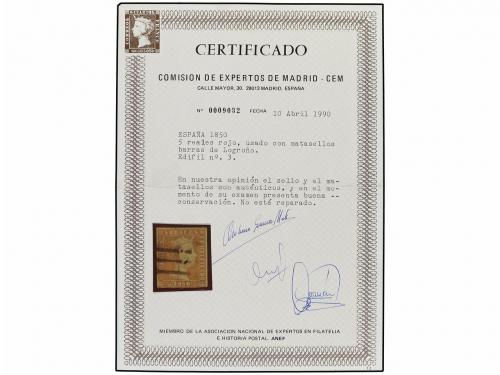 CERTIFICADO
COMISION DE EXPERTOS DE MADRID - CEM
CALLE MAYOR, 30. 28013 MADRID. ESPAÑA
Nº 0009032 FECHA 10 Abril 1990
ESPAÑA 1850
5 reales rojo, usado con matasellos
barras de Logroño.
Edifil nº 3.
En nuestra opinión el sello y el ma-
tasellos son auténticos, y en el mo-
mento de su examen presenta buena --
conservación. No está reparado.
1850
MIEMBRO DE LA ASOCIACION NACIONAL DE EXPERTOS EN FILATELIA
E HISTORIA POSTAL. ANEF